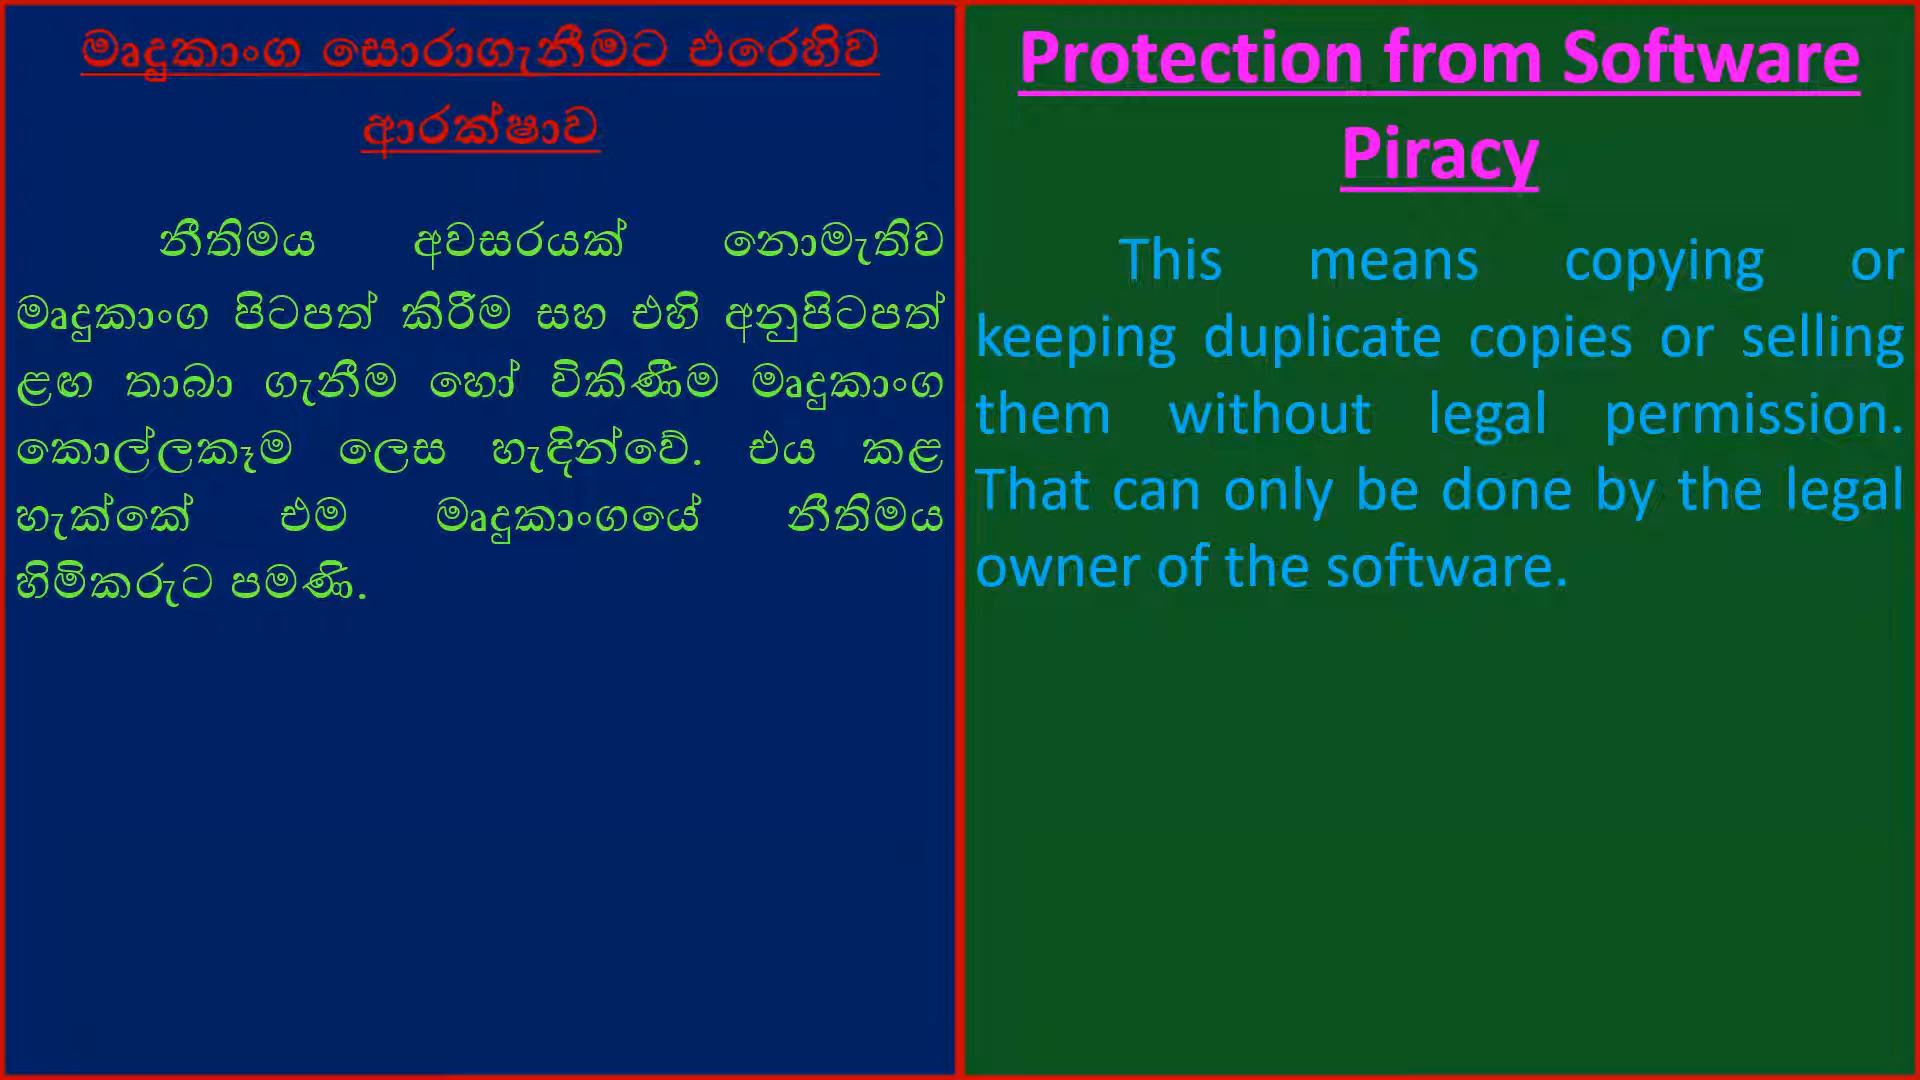 මෘදුකාංග සොරාගැනීමට එරෙහිව
ආරක්ෂාව
නීතිමය අවසරයක් නොමැතිව
මෘදුකාංග පිටපත් කිරීම සහ එහි අනුපිටපත්
ළඟ තාබා ගැනීම හෝ විකිණීම මෘදුකාංග
කොල්ලකෑම ලෙස හැඳින්වේ. එය කළ
හැක්කේ එම මෘදුකාංගයේ නීතිමය
හිමිකරුට පමණි.
Protection from Software
Piracy
This means copying or
keeping duplicate copies or selling
them without legal permission.
That can only be done by the legal
owner of the software.